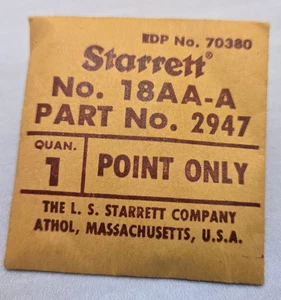 EDP No. 70380
Starrett®
No. 18AA-A
PART No. 2947
QUAN.
1
POINT ONLY
THE L. S. STARRETT COMPANY
ATHOL, MASSACHUSETTS, U.S.A.